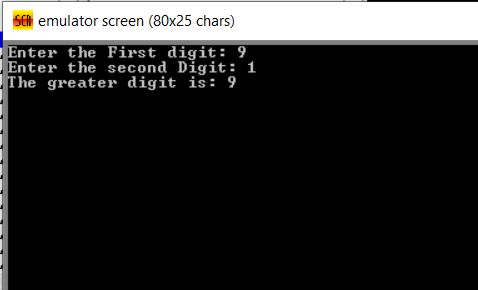 SCR emulator screen (80x25 chars)
Enter the First digit: 9
Enter the second Digit: 1
The greater digit is: 9